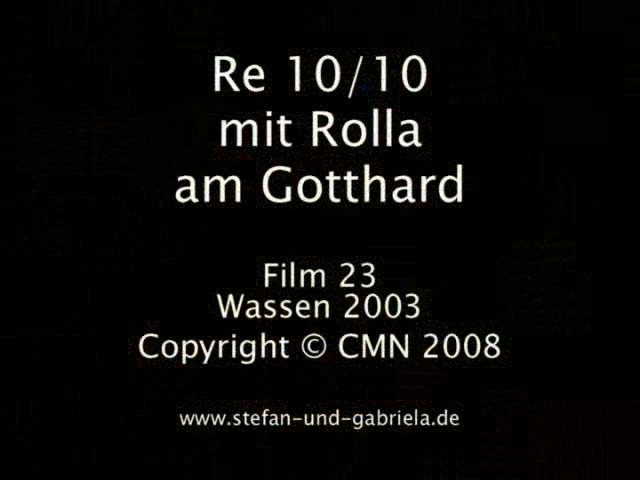 Re 10/10
mit Rolla
am Gotthard
Film 23
Wassen 2003
Copyright © CMN 2008
www.stefan-und-gabriela.de